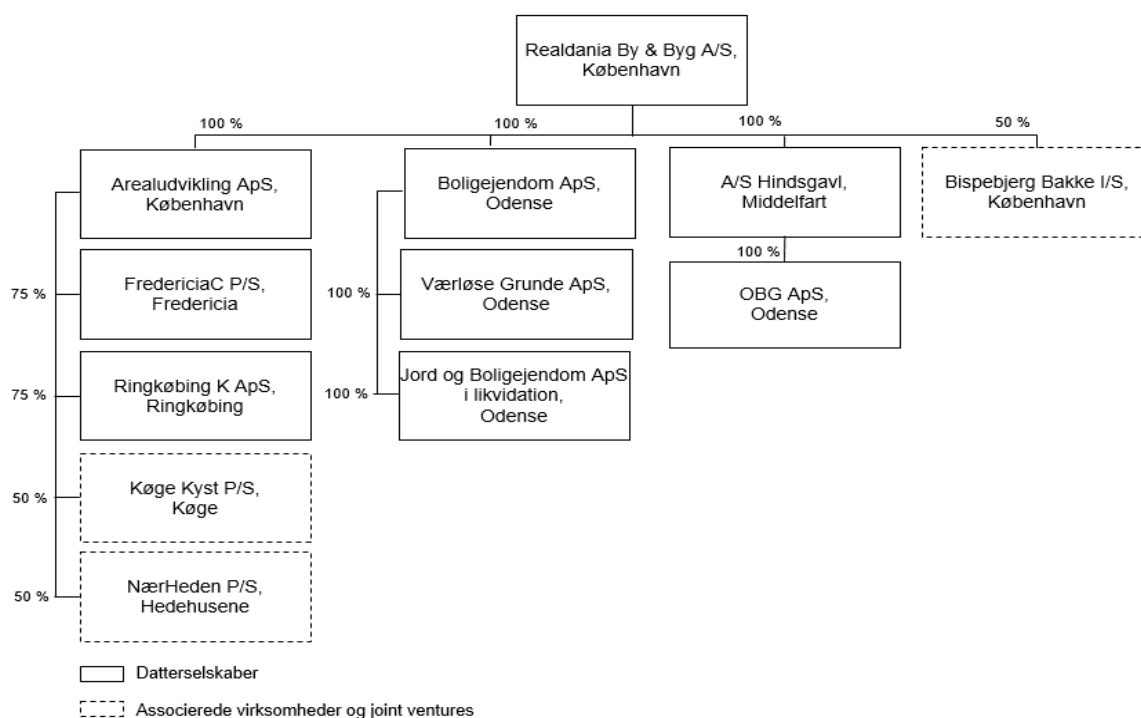 Realdania By & Byg A/S,
København
100 %
100 %
100 %
50 %
Arealudvikling ApS,
København
Boligejendom ApS,
Odense
A/S Hindsgavl,
Middelfart
Bispebjerg Bakke I/S,
København
75 %
FredericiaC P/S,
Fredericia
100 %
Værløse Grunde ApS,
Odense
100 %
OBG ApS,
Odense
75 %
Ringkøbing K ApS,
Ringkøbing
100 %
Jord og Boligejendom ApS
i likvidation,
Odense
50 %
Køge Kyst P/S,
Køge
50 %
NærHeden P/S,
Hedehusene
Datterselskaber
Associerede virksomheder og joint ventures